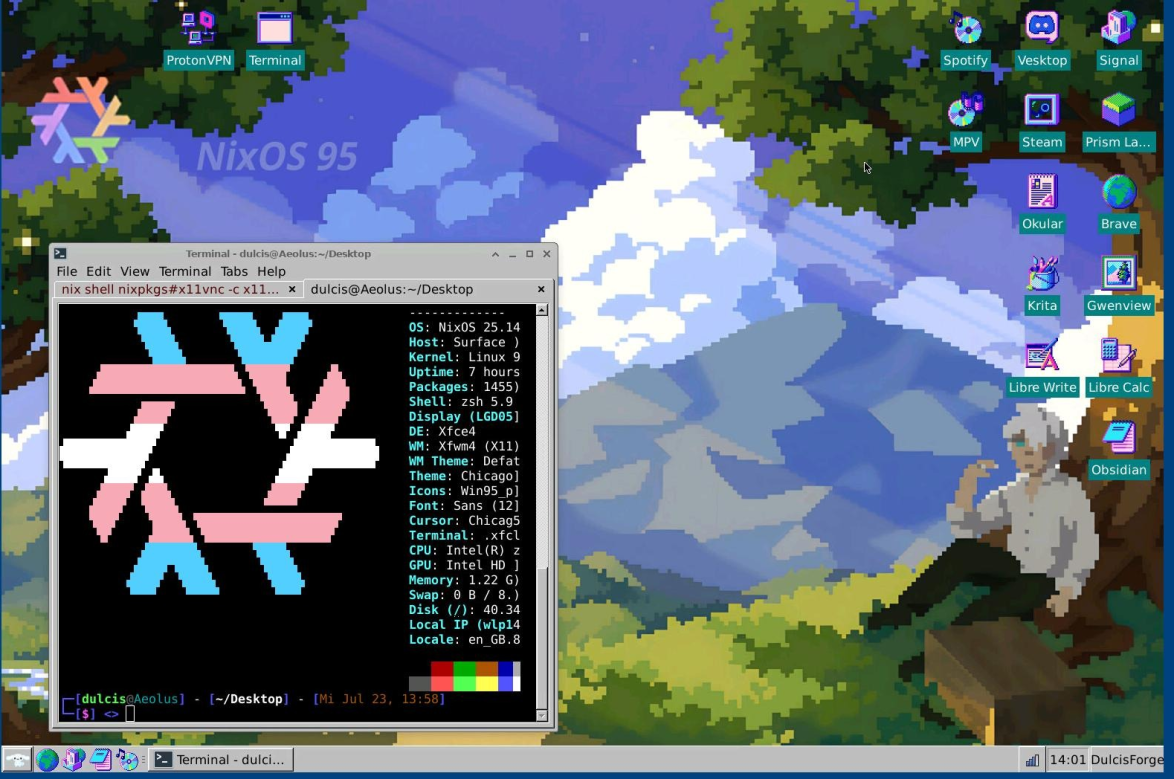 ProtonVPN
Terminal
Spotify
Vesktop
Signal
NixOS 95
MPV
Steam
Prism La...
Okular
Brave
Krita
Gwenview
Libre Write
Libre Calc
Obsidian
Terminal - dulcis@Aeolus:~/Desktop
File Edit View Terminal Tabs Help
nix shell nixpkgs#x11vnc -c x11...
dulcis@Aeolus:~/Desktop
-------------
OS: NixOS 25.14
Host: Surface )
Kernel: Linux 9
Uptime: 7 hours
Packages: 1455)
Shell: zsh 5.9
Display (LGD05]
DE: Xfce4
WM: Xfwm4 (X11)
WM Theme: Defat
Theme: Chicago]
Icons: Win95_p]
Font: Sans (12]
Cursor: Chicag5
Terminal: .xfcl
CPU: Intel(R) z
GPU: Intel HD ]
Memory: 1.22 G)
Swap: 0 B / 8.)
Disk (/): 40.34
Local IP (wlp14
Locale: en_GB.8
[dulcis@Aeolus] - [~/Desktop] - [Mi Jul 23, 13:58]
[$] <>
Terminal - dulci...
14:01
DulcisForge